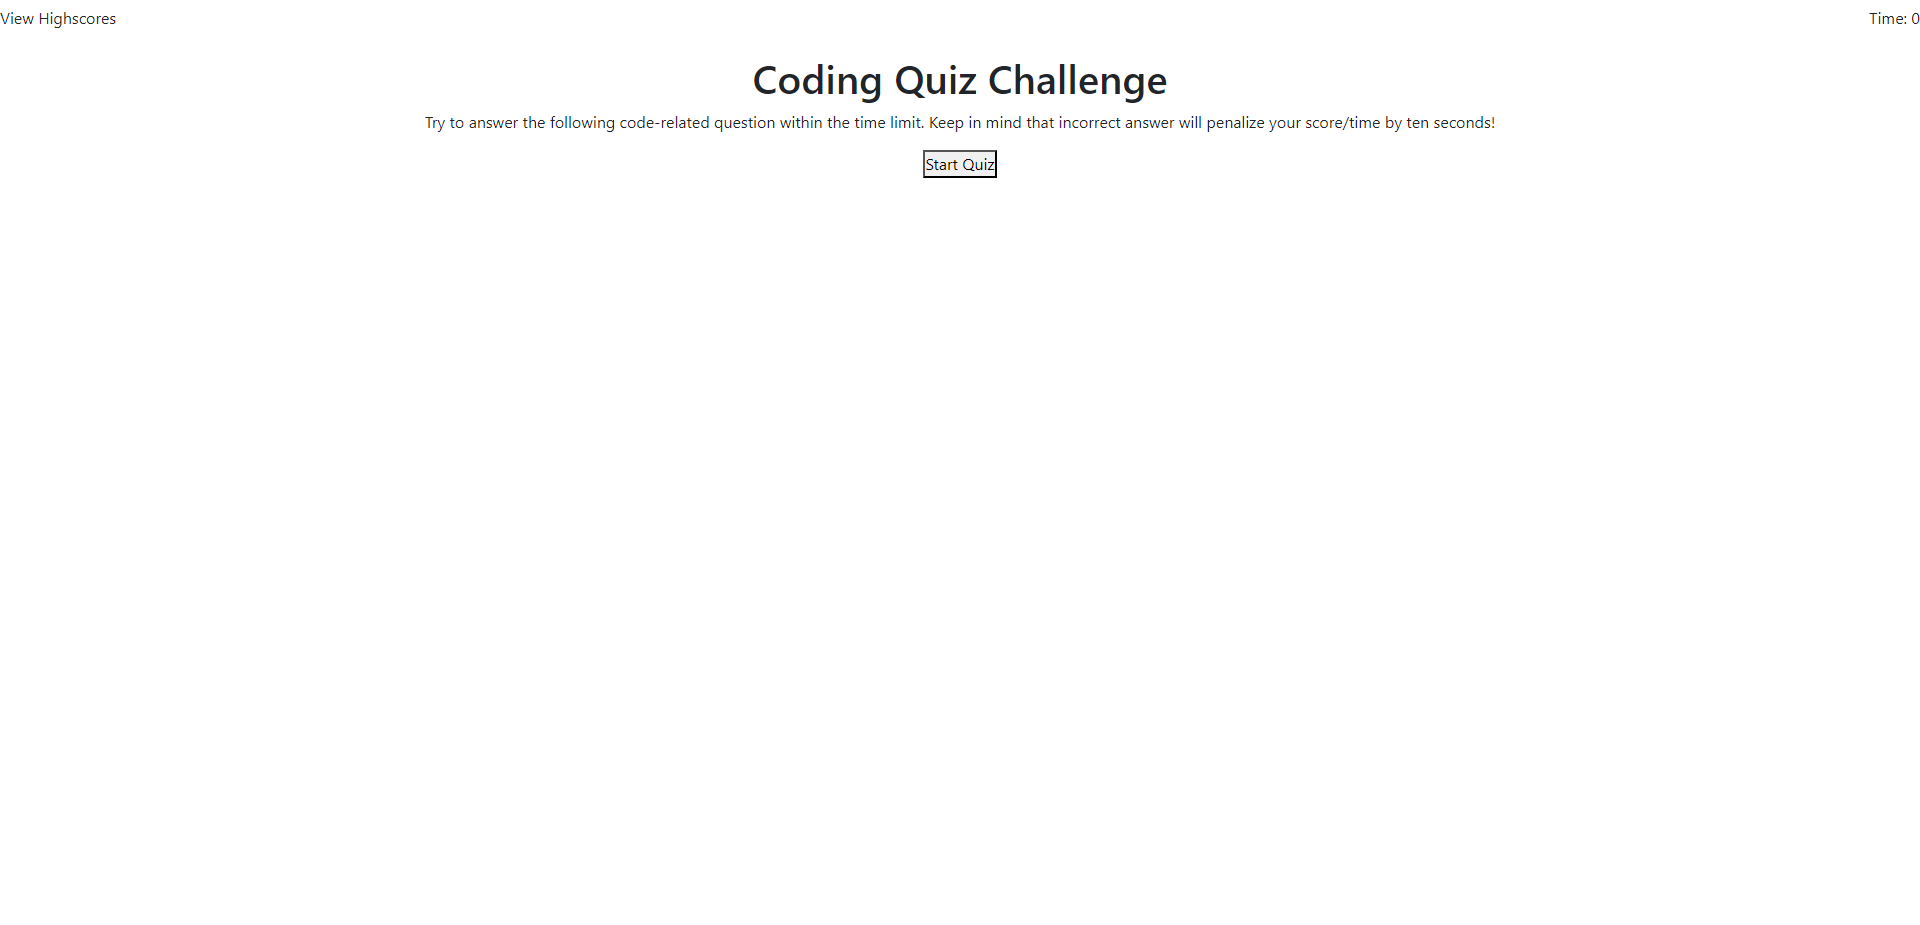 View Highscores
Time: 0
Coding Quiz Challenge
Try to answer the following code-related question within the time limit. Keep in mind that incorrect answer will penalize your score/time by ten seconds!
Start Quiz